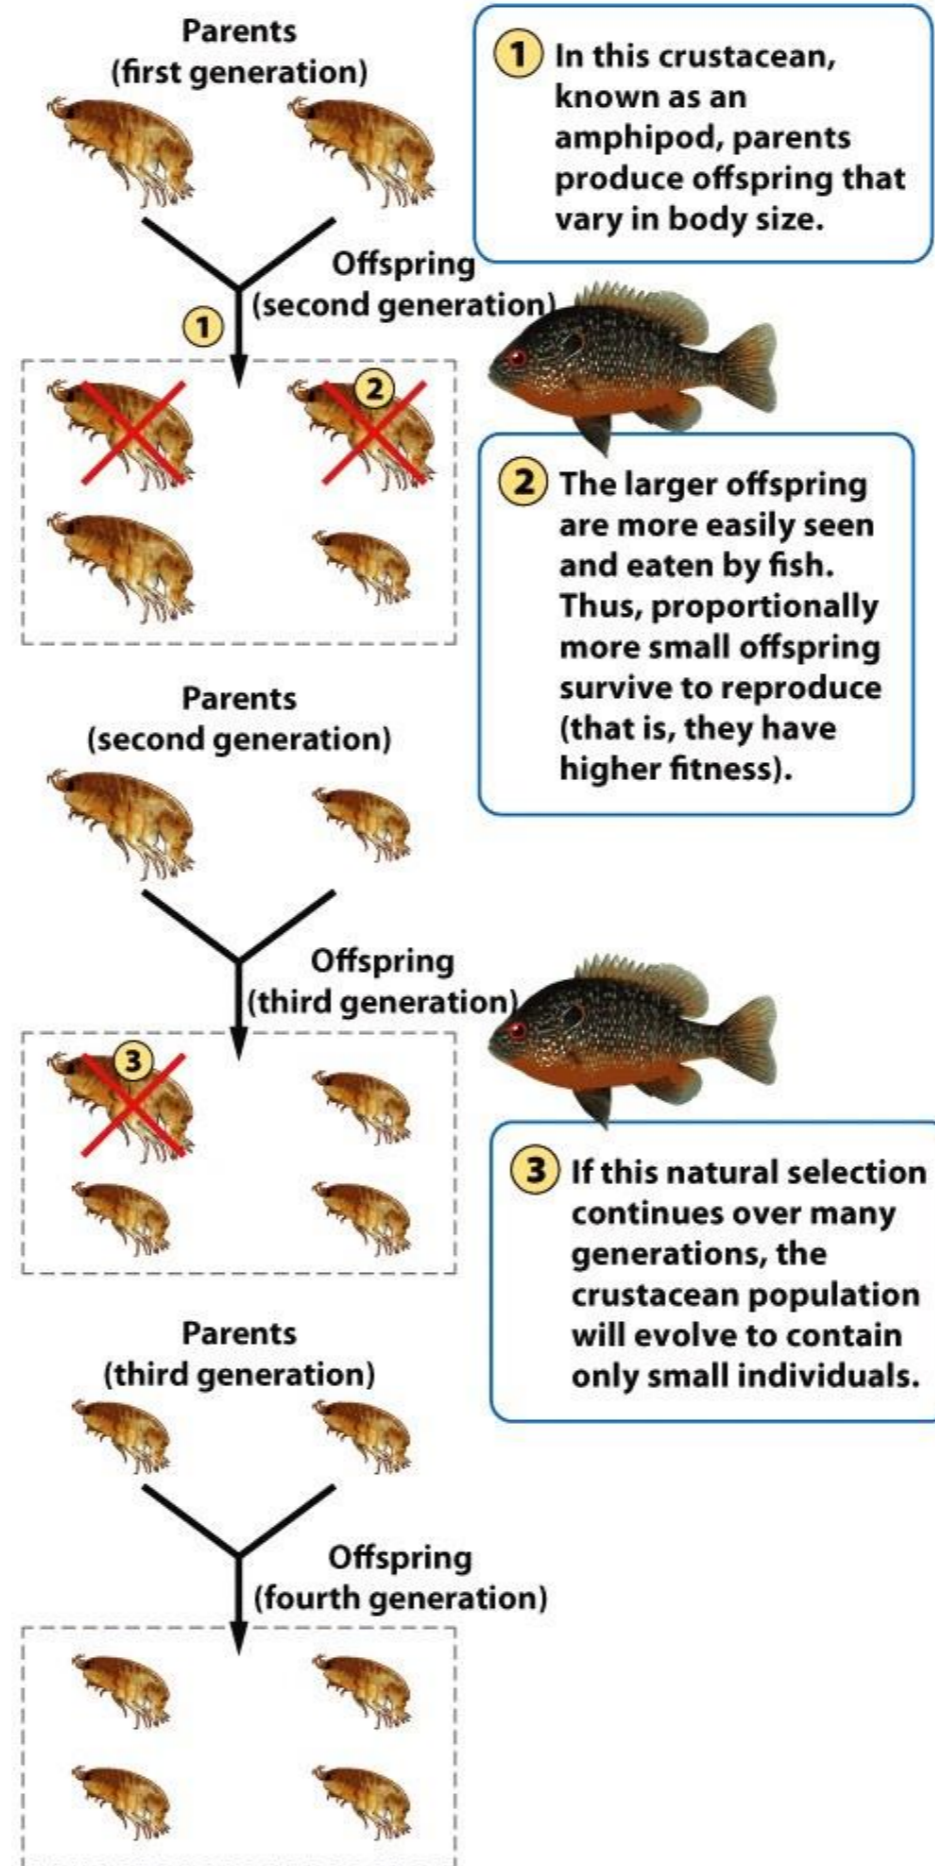 Parents
(first generation)
1 In this crustacean,
known as an
amphipod, parents
produce offspring that
vary in body size.
Offspring
(second generation)
1
2
2 The larger offspring
are more easily seen
and eaten by fish.
Thus, proportionally
more small offspring
survive to reproduce
(that is, they have
higher fitness).
Parents
(second generation)
Offspring
(third generation)
3
3 If this natural selection
continues over many
generations, the
crustacean population
will evolve to contain
only small individuals.
Parents
(third generation)
Offspring
(fourth generation)